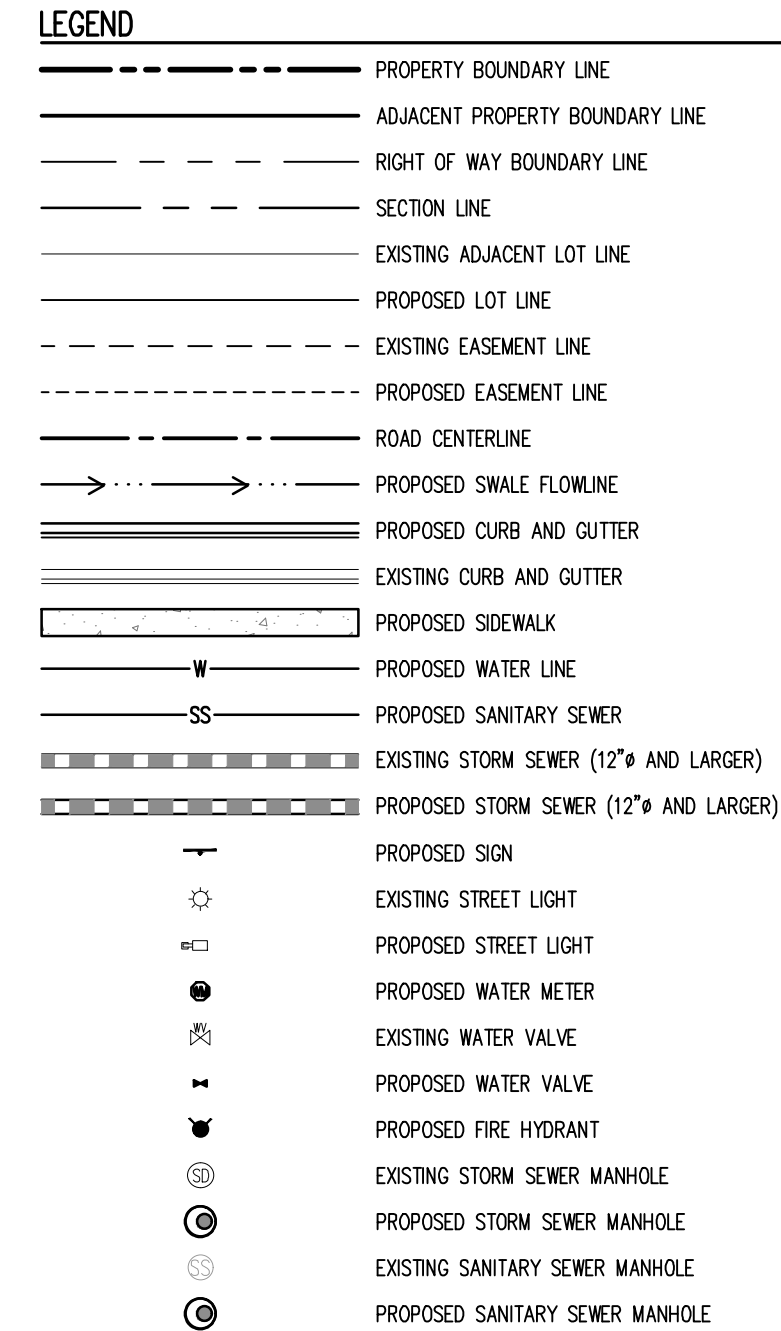 LEGEND
PROPERTY BOUNDARY LINE
ADJACENT PROPERTY BOUNDARY LINE
RIGHT OF WAY BOUNDARY LINE
SECTION LINE
EXISTING ADJACENT LOT LINE
PROPOSED LOT LINE
EXISTING EASEMENT LINE
PROPOSED EASEMENT LINE
ROAD CENTERLINE
PROPOSED SWALE FLOWLINE
PROPOSED CURB AND GUTTER
EXISTING CURB AND GUTTER
PROPOSED SIDEWALK
W PROPOSED WATER LINE
SS PROPOSED SANITARY SEWER
EXISTING STORM SEWER (12"ø AND LARGER)
PROPOSED STORM SEWER (12"ø AND LARGER)
PROPOSED SIGN
EXISTING STREET LIGHT
PROPOSED STREET LIGHT
W PROPOSED WATER METER
WV EXISTING WATER VALVE
PROPOSED WATER VALVE
PROPOSED FIRE HYDRANT
SD EXISTING STORM SEWER MANHOLE
PROPOSED STORM SEWER MANHOLE
SS EXISTING SANITARY SEWER MANHOLE
PROPOSED SANITARY SEWER MANHOLE